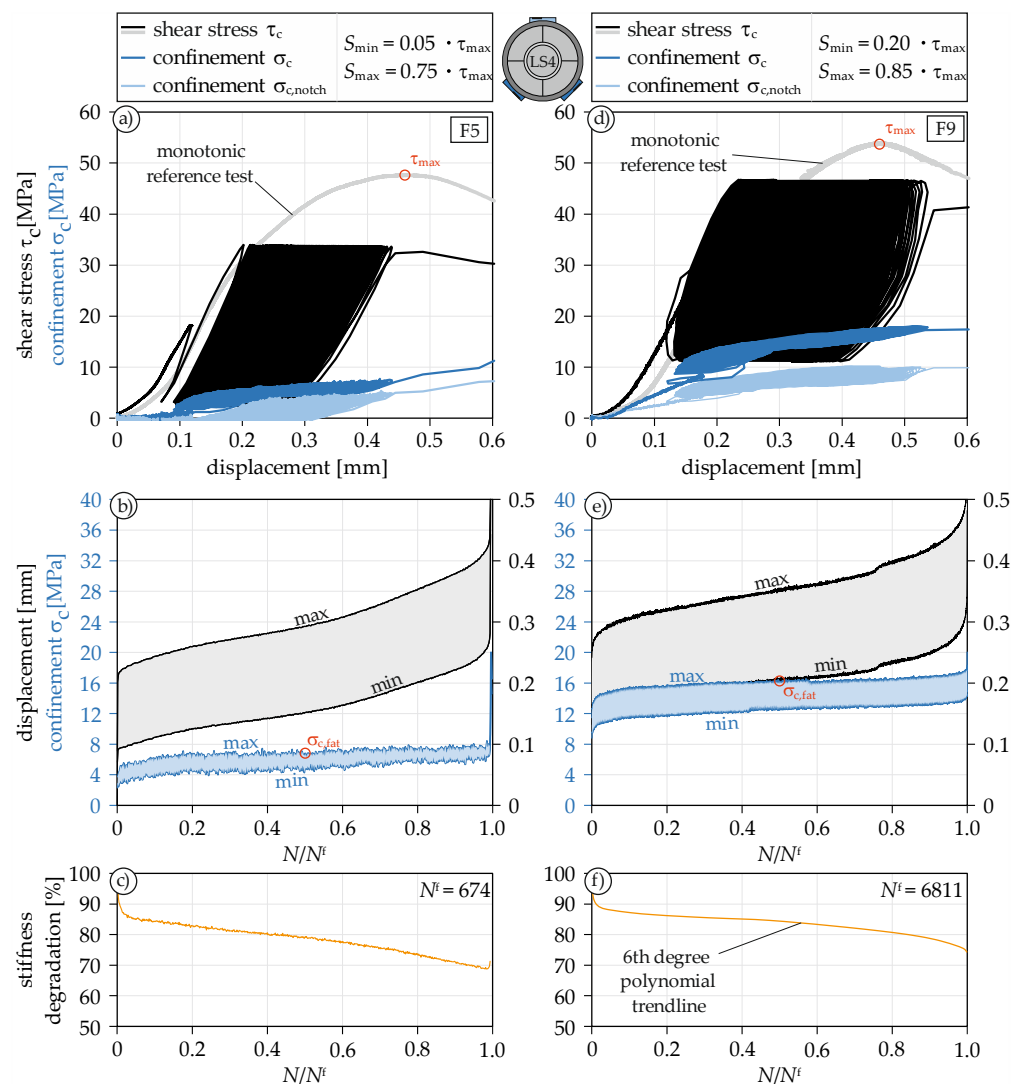 shear stress τc
confinement σc
confinement σc,notch
Smin = 0.05 · τmax
Smax = 0.75 · τmax
LS4
shear stress τc
confinement σc
confinement σc,notch
Smin = 0.20 · τmax
Smax = 0.85 · τmax
shear stress τc [MPa]
confinement σc [MPa]
a)
F5
60
50
40
30
20
10
0
monotonic
reference test
τmax
0 0.1 0.2 0.3 0.4 0.5 0.6
displacement [mm]
d)
F9
60
50
40
30
20
10
0
monotonic
reference test
τmax
0 0.1 0.2 0.3 0.4 0.5 0.6
displacement [mm]
displacement [mm]
confinement σc [MPa]
b)
40
36
32
28
24
20
16
12
8
4
0
max
min
max
σc,fat
min
0.5
0.4
0.3
0.2
0.1
0
0 0.2 0.4 0.6 0.8 1.0
N/Nf
e)
40
36
32
28
24
20
16
12
8
4
0
max
min
max
σc,fat
min
0.5
0.4
0.3
0.2
0.1
0
0 0.2 0.4 0.6 0.8 1.0
N/Nf
stiffness
degradation [%]
c)
Nf = 674
100
90
80
70
60
50
0 0.2 0.4 0.6 0.8 1.0
N/Nf
f)
Nf = 6811
100
90
80
70
60
50
6th degree
polynomial
trendline
0 0.2 0.4 0.6 0.8 1.0
N/Nf